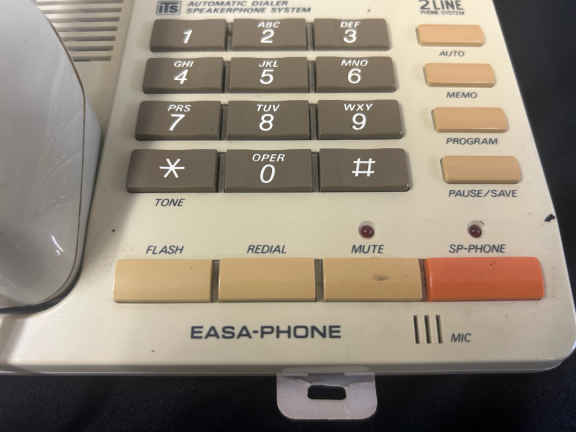 iTS AUTOMATIC DIALER
SPEAKERPHONE SYSTEM
2 LINE
PHONE SYSTEM
1
ABC
2
DEF
3
AUTO
GHI
4
JKL
5
MNO
6
MEMO
PRS
7
TUV
8
WXY
9
PROGRAM
*
OPER
0
#
PAUSE/SAVE
TONE
FLASH
REDIAL
MUTE
SP-PHONE
EASA-PHONE
MIC